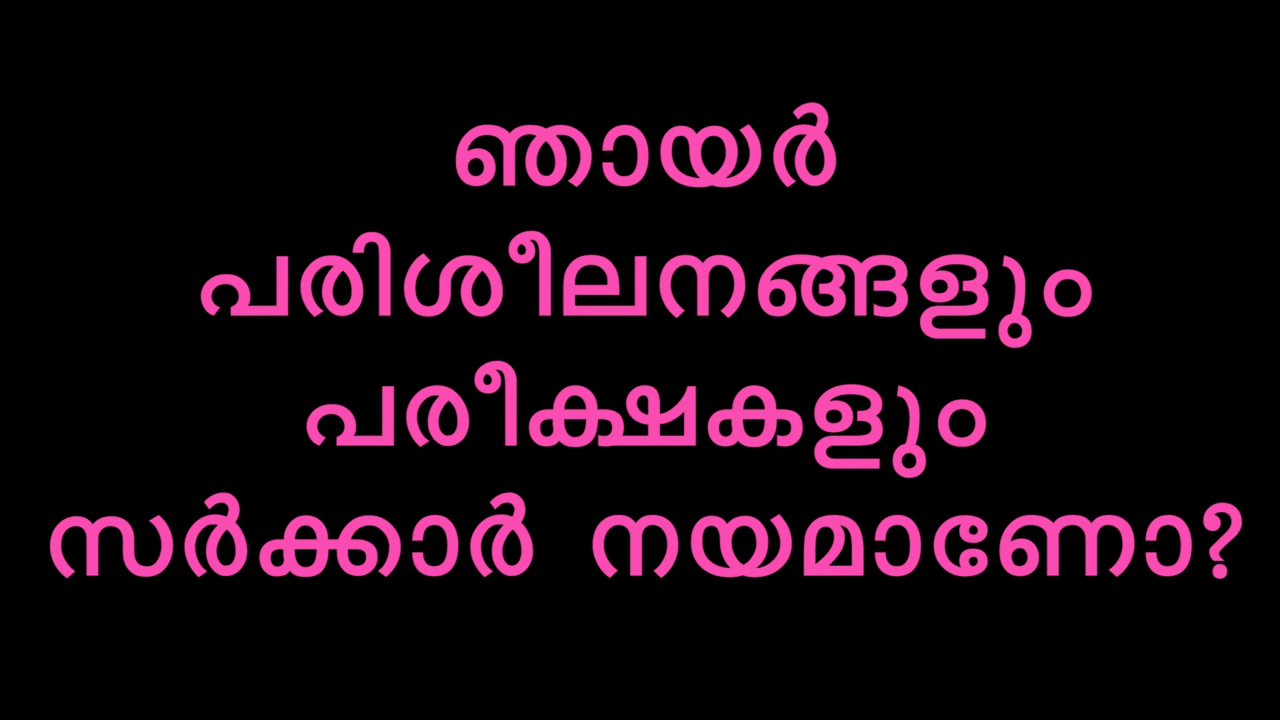 ഞായർ
പരിശീലനങ്ങളും
പരീക്ഷകളും
സർക്കാർ നയമാണോ?